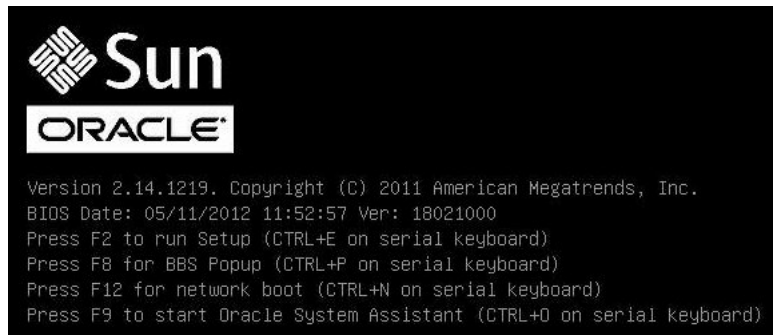 Sun
ORACLE
Version 2.14.1219. Copyright (C) 2011 American Megatrends, Inc.
BIOS Date: 05/11/2012 11:52:57 Ver: 18021000
Press F2 to run Setup (CTRL+E on serial keyboard)
Press F8 for BBS Popup (CTRL+P on serial keyboard)
Press F12 for network boot (CTRL+N on serial keyboard)
Press F9 to start Oracle System Assistant (CTRL+O on serial keyboard)